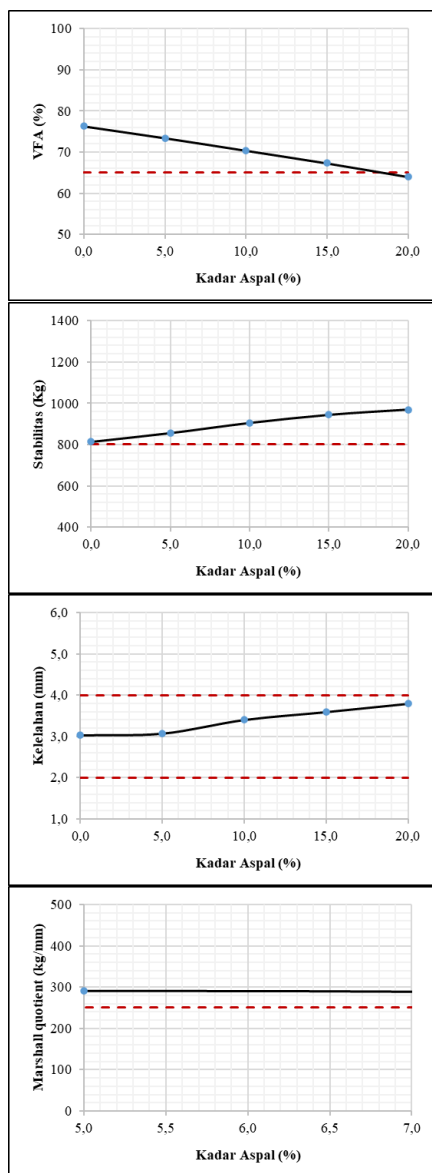 VFA (%)
100
90
80
70
60
50
0,0 5,0 10,0 15,0 20,0
Kadar Aspal (%)
Stabilitas (Kg)
1400
1200
1000
800
600
400
0,0 5,0 10,0 15,0 20,0
Kadar Aspal (%)
Kelelahan (mm)
6,0
5,0
4,0
3,0
2,0
1,0
0,0 5,0 10,0 15,0 20,0
Kadar Aspal (%)
Marshall quotient (kg/mm)
500
400
300
200
100
0
5,0 5,5 6,0 6,5 7,0
Kadar Aspal (%)